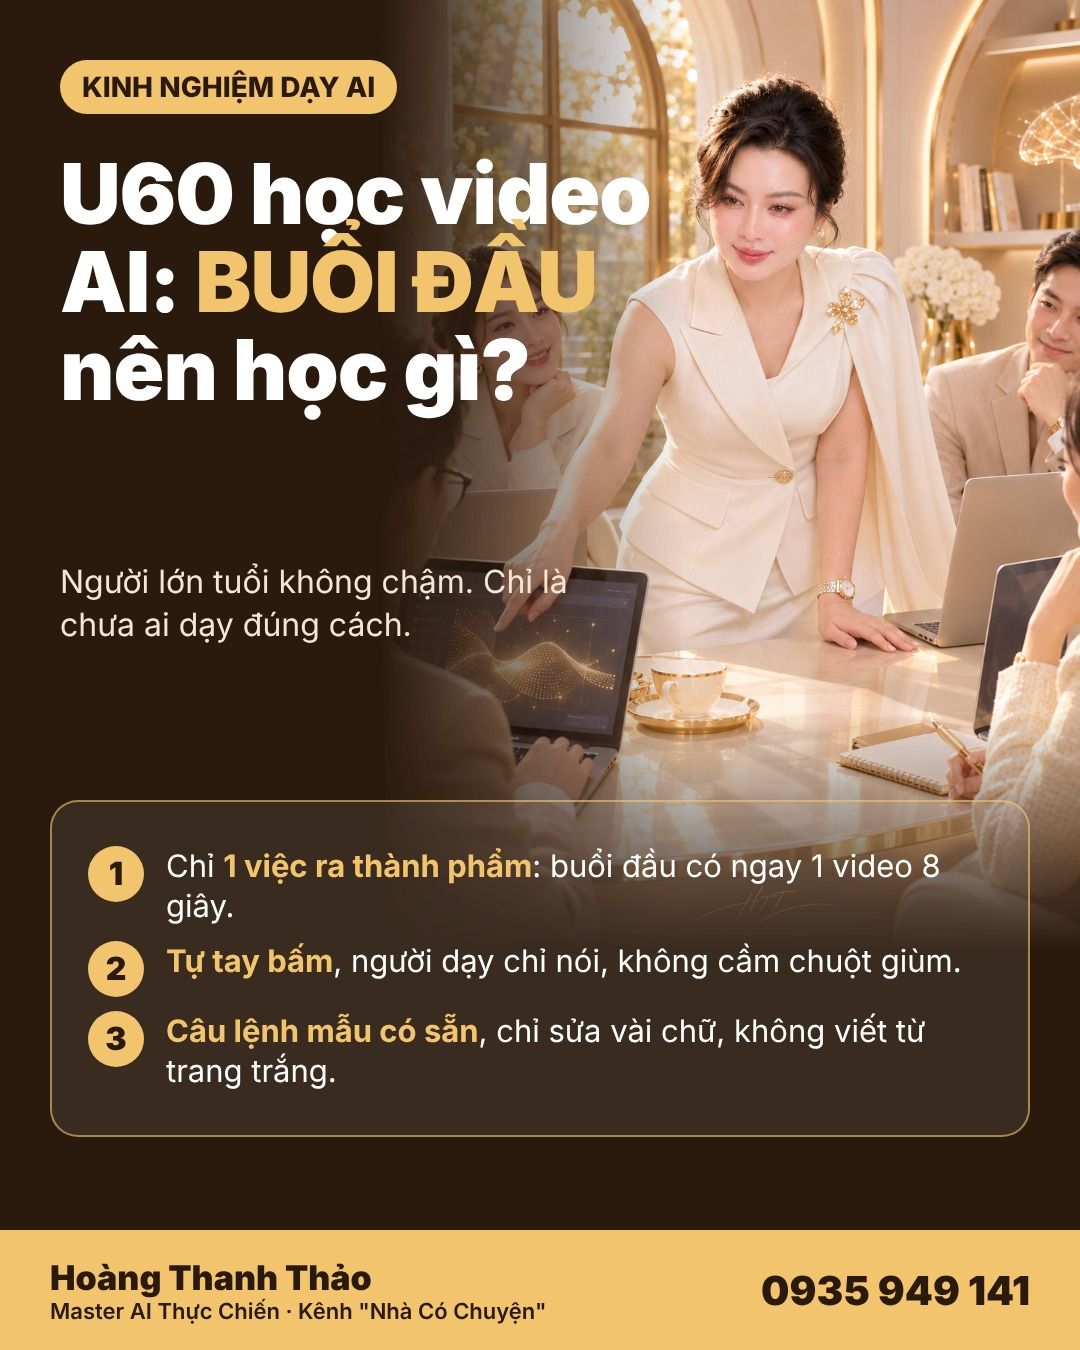 KINH NGHIỆM DẠY AI
U60 học video
AI: BUỔI ĐẦU
nên học gì?
Người lớn tuổi không chậm. Chỉ là
chưa ai dạy đúng cách.
1 Chỉ 1 việc ra thành phẩm: buổi đầu có ngay 1 video 8
giây.
HTT
2 Tự tay bấm, người dạy chỉ nói, không cầm chuột giùm.
3 Câu lệnh mẫu có sẵn, chỉ sửa vài chữ, không viết từ
trang trắng.
Hoàng Thanh Thảo
Master AI Thực Chiến · Kênh "Nhà Có Chuyện"
0935 949 141